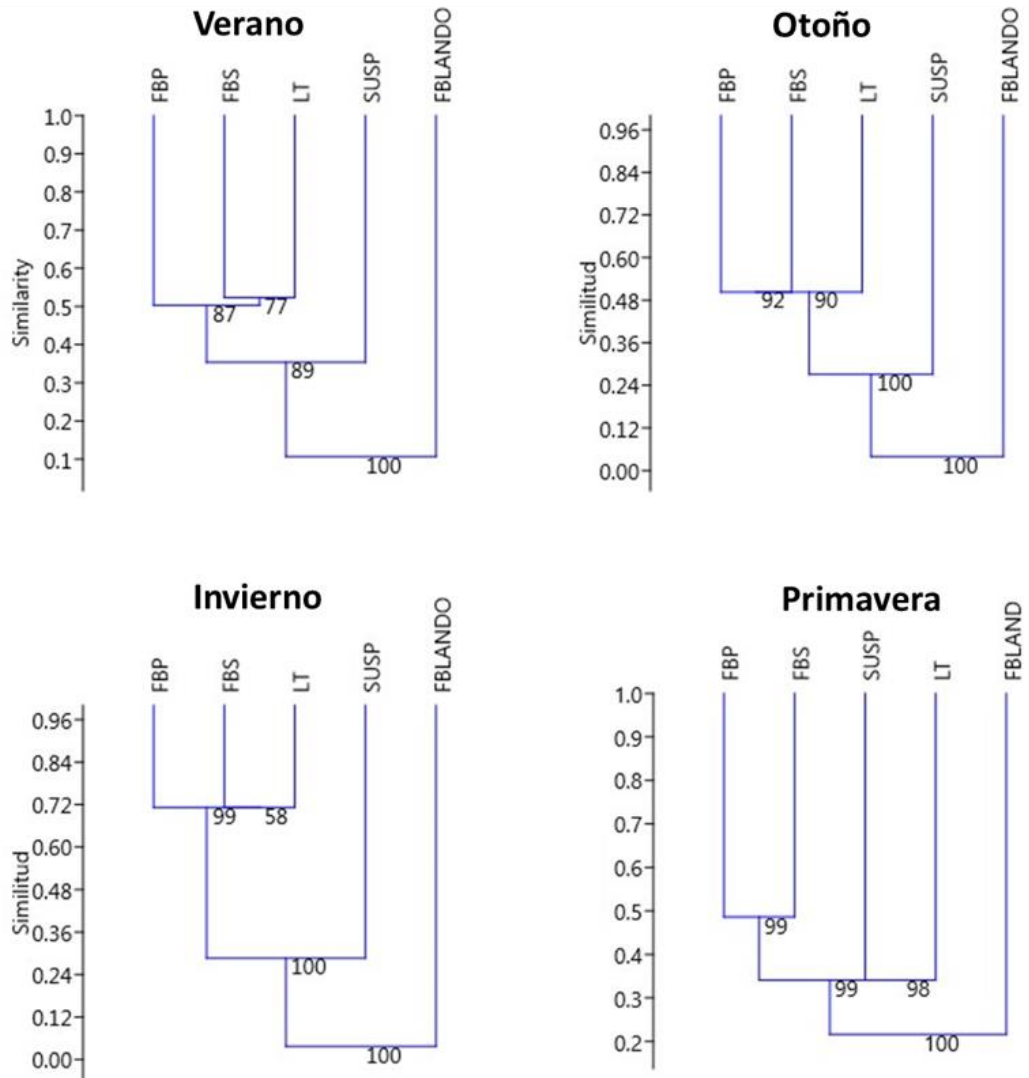 Verano
FBP
FBS
LT
SUSP
FBLANDO
Similarity
1.0
0.9
0.8
0.7
0.6
0.5
0.4
0.3
0.2
0.1
77
87
89
100
Otoño
FBP
FBS
LT
SUSP
FBLANDO
Similitud
0.96
0.84
0.72
0.60
0.48
0.36
0.24
0.12
0.00
92
90
100
100
Invierno
FBP
FBS
LT
SUSP
FBLANDO
Similitud
0.96
0.84
0.72
0.60
0.48
0.36
0.24
0.12
0.00
99
58
100
100
Primavera
FBP
FBS
SUSP
LT
FBLAND
1.0
0.9
0.8
0.7
0.6
0.5
0.4
0.3
0.2
99
99
98
100